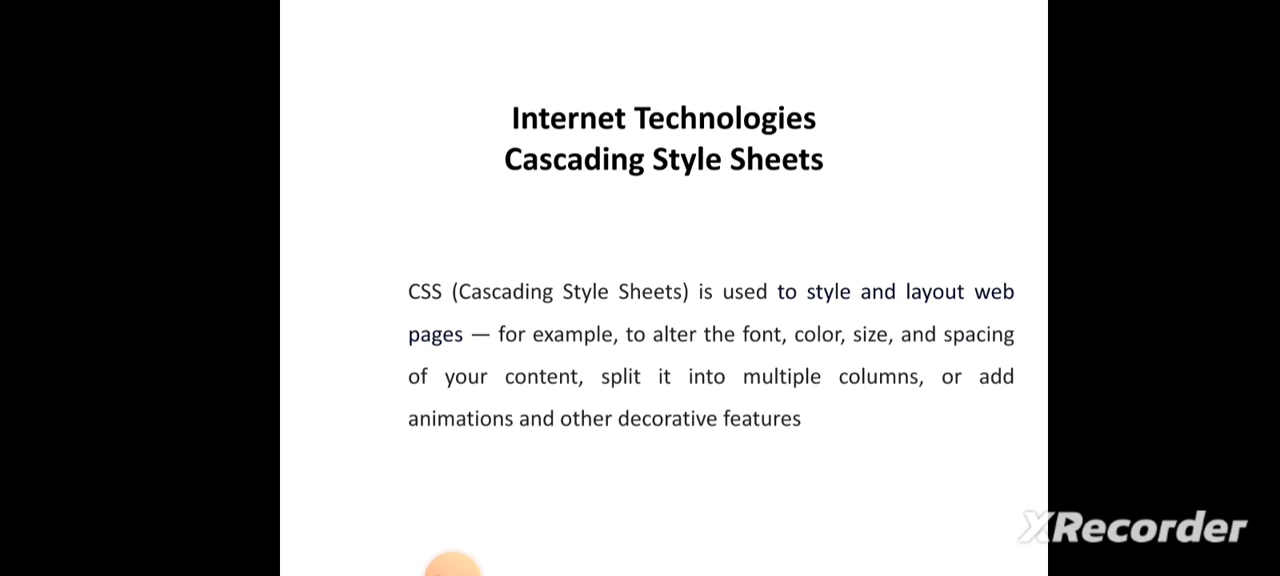 Internet Technologies
Cascading Style Sheets
CSS (Cascading Style Sheets) is used to style and layout web
pages — for example, to alter the font, color, size, and spacing
of your content, split it into multiple columns, or add
animations and other decorative features
XRecorder